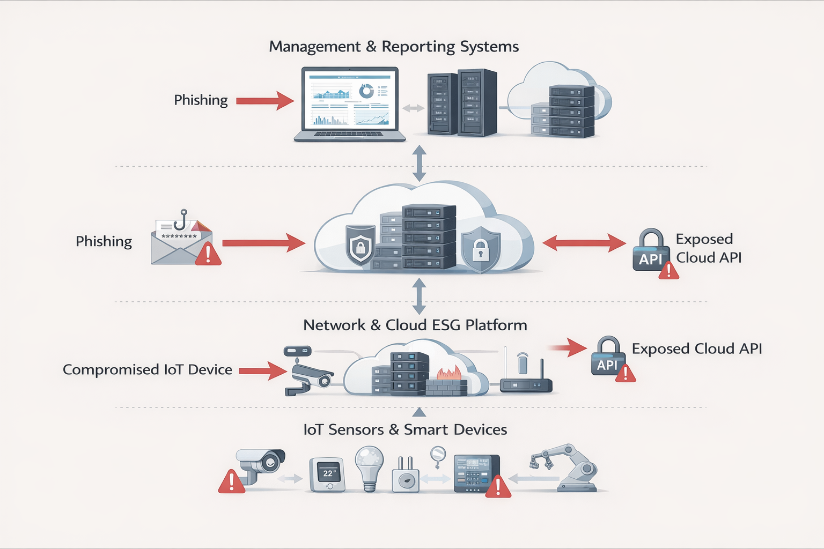 Management & Reporting Systems
Phishing
Phishing
********
Exposed
Cloud API
API
Network & Cloud ESG Platform
Exposed Cloud API
API
Compromised IoT Device
IoT Sensors & Smart Devices
22°